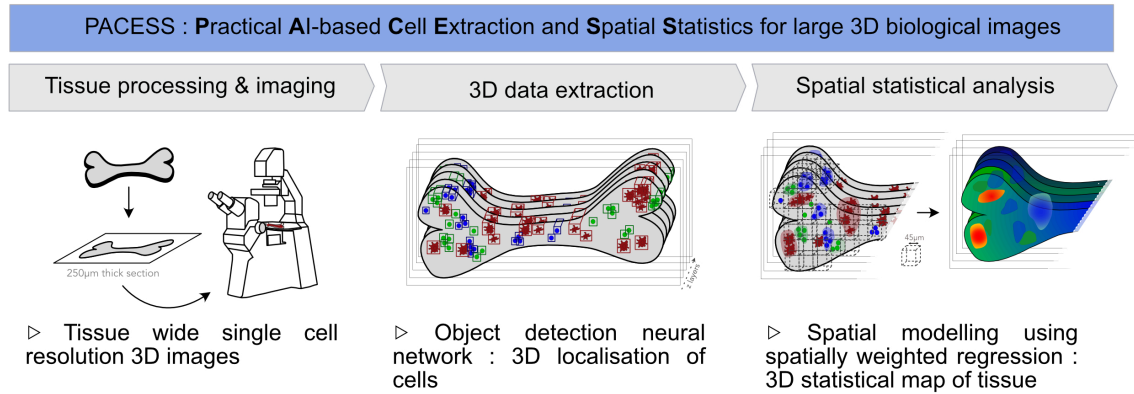 PACESS : Practical AI-based Cell Extraction and Spatial Statistics for large 3D biological images
Tissue processing & imaging
3D data extraction
Spatial statistical analysis
250µm thick section
z layers
45µm
▷ Tissue wide single cell
resolution 3D images
▷ Object detection neural
network : 3D localisation of
cells
▷ Spatial modelling using
spatially weighted regression :
3D statistical map of tissue